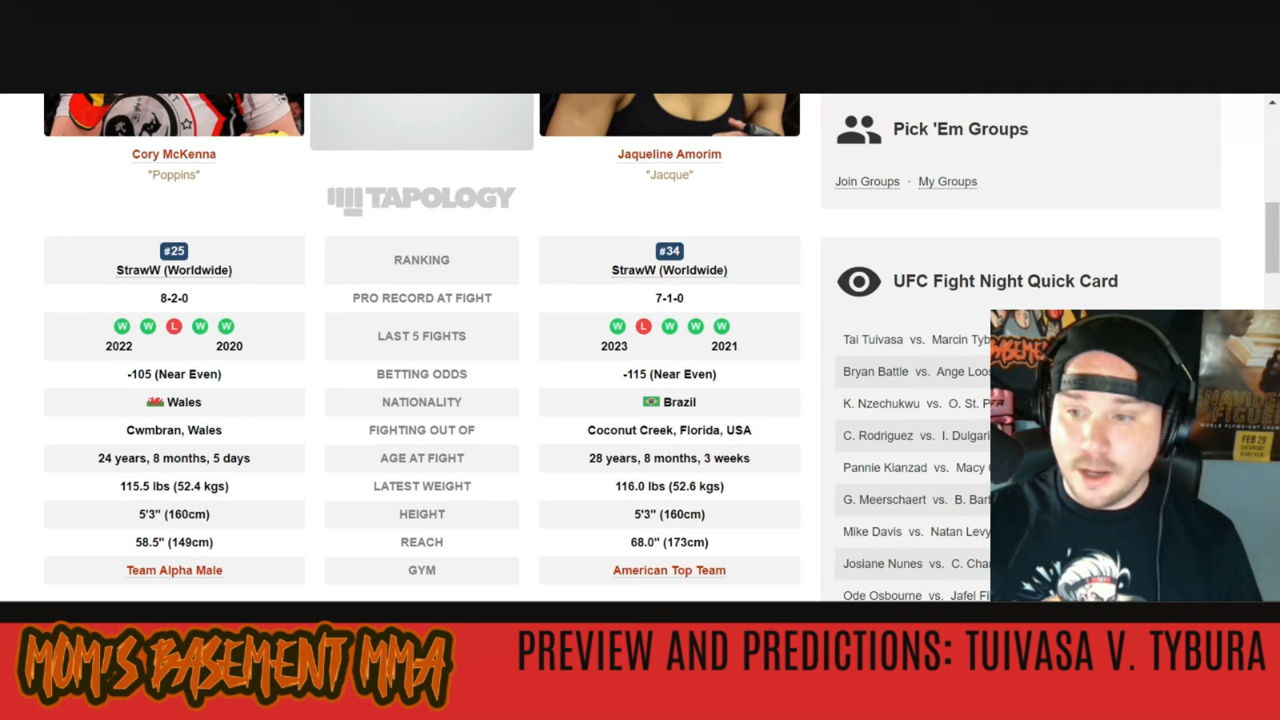 Cory McKenna
"Poppins"
Jaqueline Amorim
"Jacque"
TAPOLOGY
#25
StrawW (Worldwide)
RANKING
#34
StrawW (Worldwide)
8-2-0
PRO RECORD AT FIGHT
7-1-0
W W L W W
2022 2020
LAST 5 FIGHTS
W L W W W
2023 2021
-105 (Near Even)
BETTING ODDS
-115 (Near Even)
Wales
NATIONALITY
Brazil
Cwmbran, Wales
FIGHTING OUT OF
Coconut Creek, Florida, USA
24 years, 8 months, 5 days
AGE AT FIGHT
28 years, 8 months, 3 weeks
115.5 lbs (52.4 kgs)
LATEST WEIGHT
116.0 lbs (52.6 kgs)
5'3" (160cm)
HEIGHT
5'3" (160cm)
58.5" (149cm)
REACH
68.0" (173cm)
Team Alpha Male
GYM
American Top Team
Pick 'Em Groups
Join Groups · My Groups
UFC Fight Night Quick Card
Tai Tuivasa vs. Marcin Tyb
Bryan Battle vs. Ange Loos
K. Nzechukwu vs. O. St. P
C. Rodriguez vs. I. Dulgari
Pannie Kianzad vs. Macy
G. Meerschaert vs. B. Bar
Mike Davis vs. Natan Levy
Josiane Nunes vs. C. Cha
Ode Osbourne vs. Jafel Fi
FEB 29
MOM'S BASEMENT MMA
PREVIEW AND PREDICTIONS: TUIVASA V. TYBURA